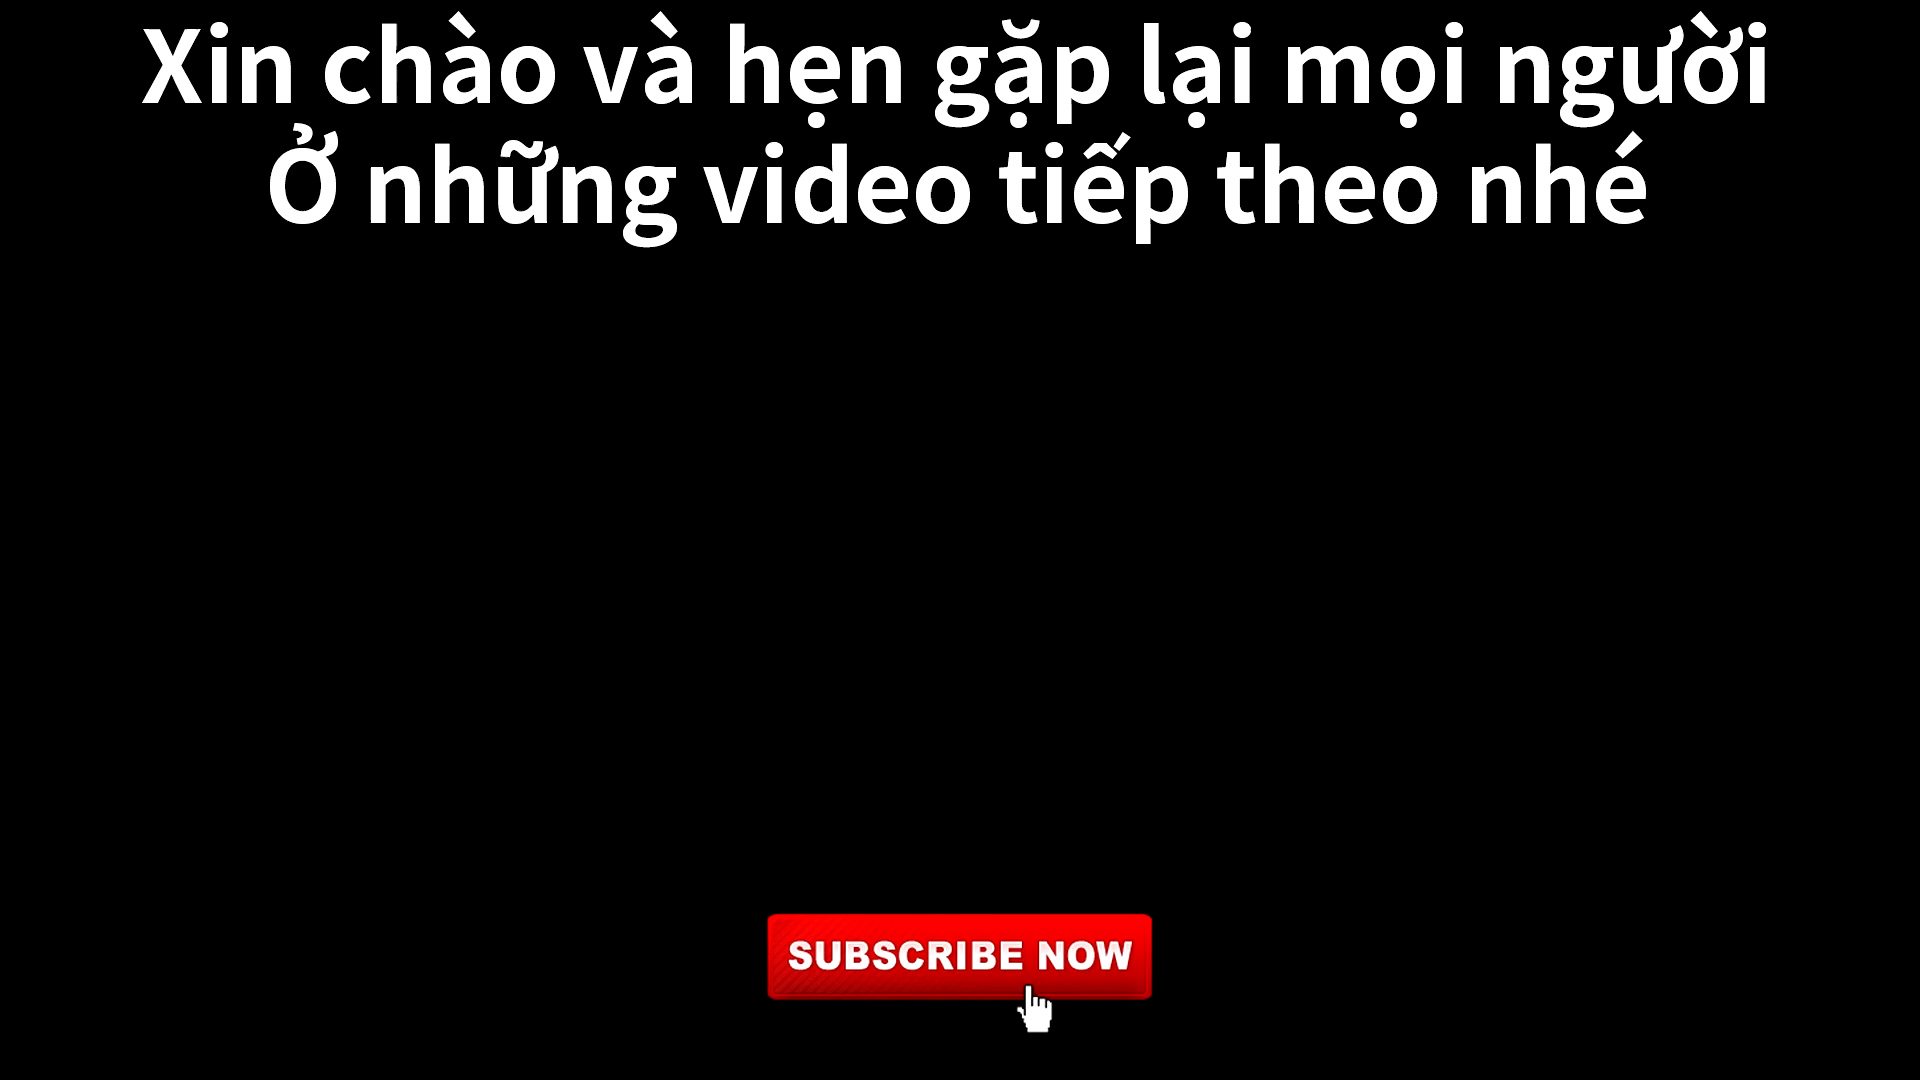 Xin chào và hẹn gặp lại mọi người
Ở những video tiếp theo nhé
SUBSCRIBE NOW